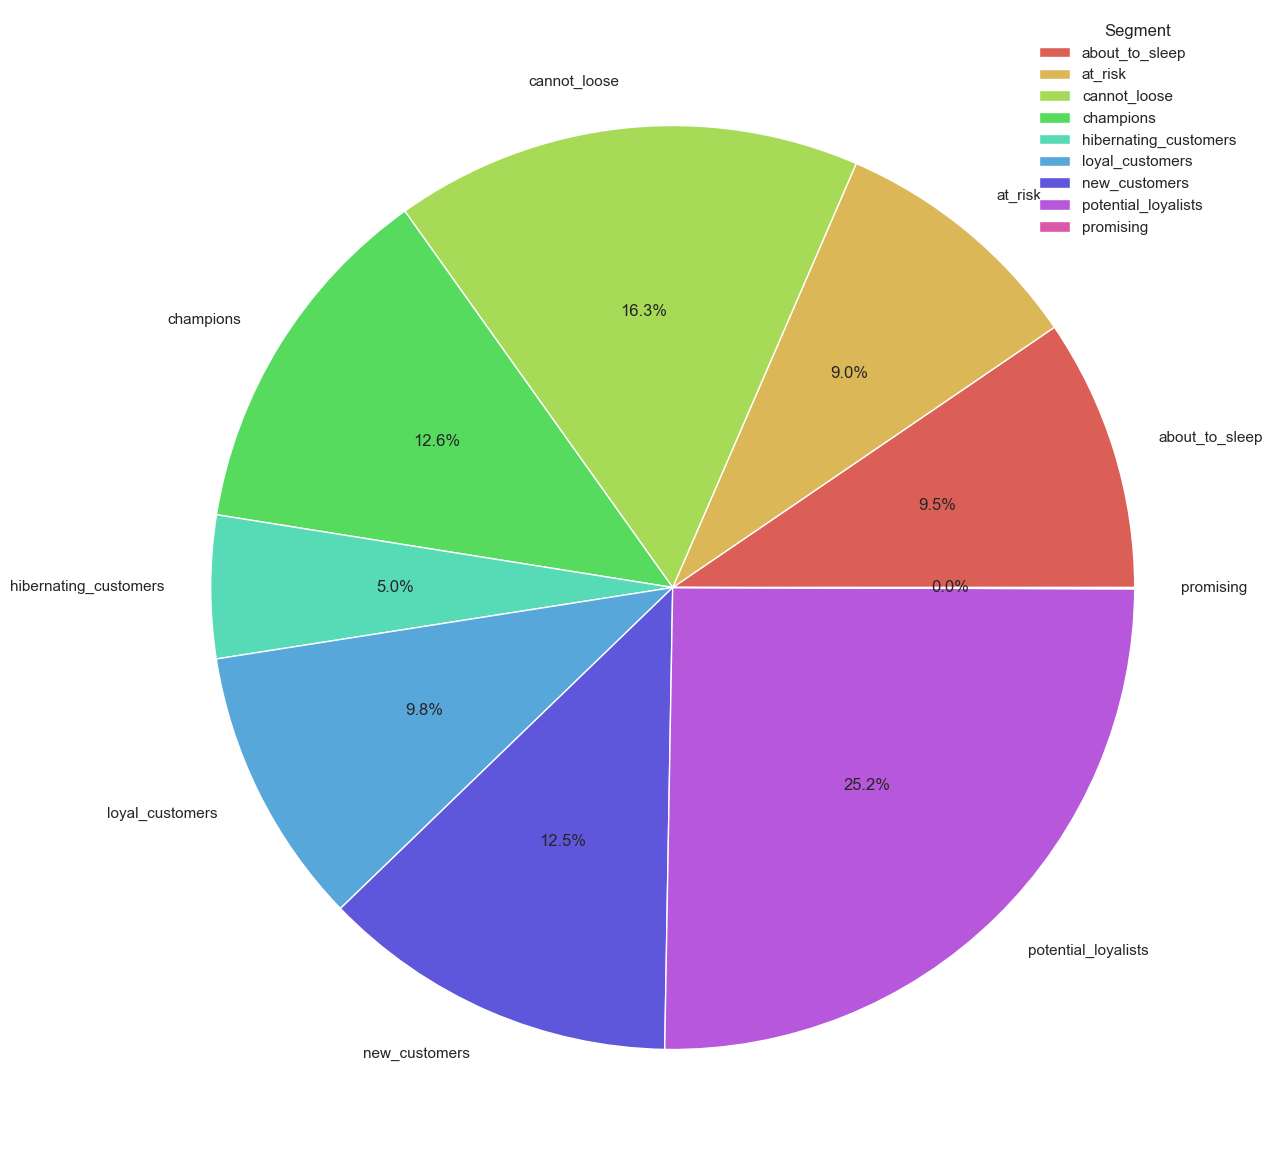 Segment
about_to_sleep
at_risk
cannot_loose
champions
hibernating_customers
loyal_customers
new_customers
potential_loyalists
promising
cannot_loose
at_risk
champions
16.3%
9.0%
12.6%
about_to_sleep
9.5%
hibernating_customers
5.0%
0.0%
promising
9.8%
loyal_customers
25.2%
12.5%
potential_loyalists
new_customers